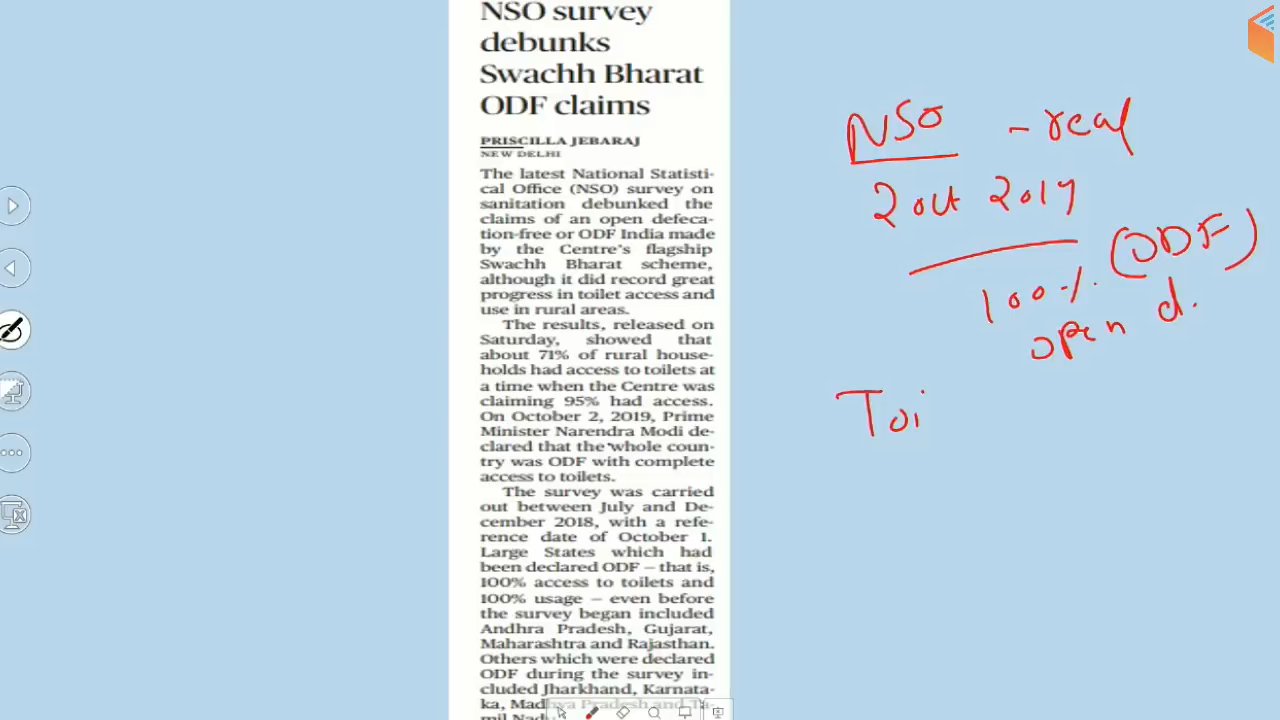 NSO survey
debunks
Swachh Bharat
ODF claims
PRISCILLA JEBARAJ
NEW DELHI
The latest National Statisti-
cal Office (NSO) survey on
sanitation debunked the
claims of an open defeca-
tion-free or ODF India made
by the Centre's flagship
Swachh Bharat scheme,
although it did record great
progress in toilet access and
use in rural areas.
The results, released on
Saturday, showed that
about 71% of rural house-
holds had access to toilets at
a time when the Centre was
claiming 95% had access.
On October 2, 2019, Prime
Minister Narendra Modi de-
clared that the whole coun-
try was ODF with complete
access to toilets.
The survey was carried
out between July and De-
cember 2018, with a refe-
rence date of October 1.
Large States which had
been declared ODF – that is,
100% access to toilets and
100% usage – even before
the survey began included
Andhra Pradesh, Gujarat,
Maharashtra and Rajasthan.
Others which were declared
ODF during the survey in-
cluded Jharkhand, Karnata-
ka, Madhya Pradesh and Ta-
mil Nadu
NSO - real
2 Oct 2019
100% (ODF)
open d.
Toi